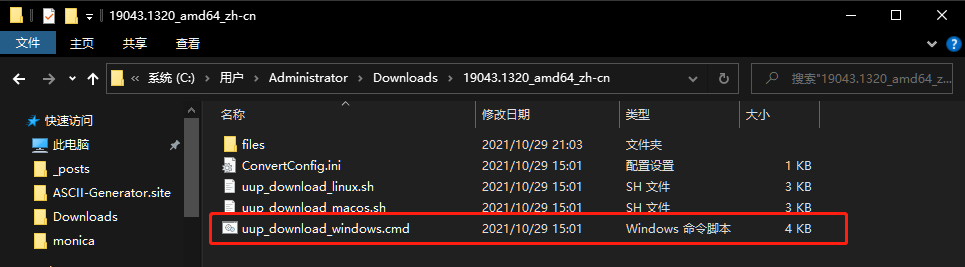 19043.1320_amd64_zh-cn
文件 主页 共享 查看
« 系统 (C:) › 用户 › Administrator › Downloads › 19043.1320_amd64_zh-cn 搜索"19043.1320_amd64_z...
快速访问
此电脑
_posts
ASCII-Generator.site
Downloads
monica
名称 修改日期 类型 大小
files 2021/10/29 21:03 文件夹
ConvertConfig.ini 2021/10/29 15:01 配置设置 1 KB
uup_download_linux.sh 2021/10/29 15:01 SH 文件 3 KB
uup_download_macos.sh 2021/10/29 15:01 SH 文件 3 KB
uup_download_windows.cmd 2021/10/29 15:01 Windows 命令脚本 4 KB